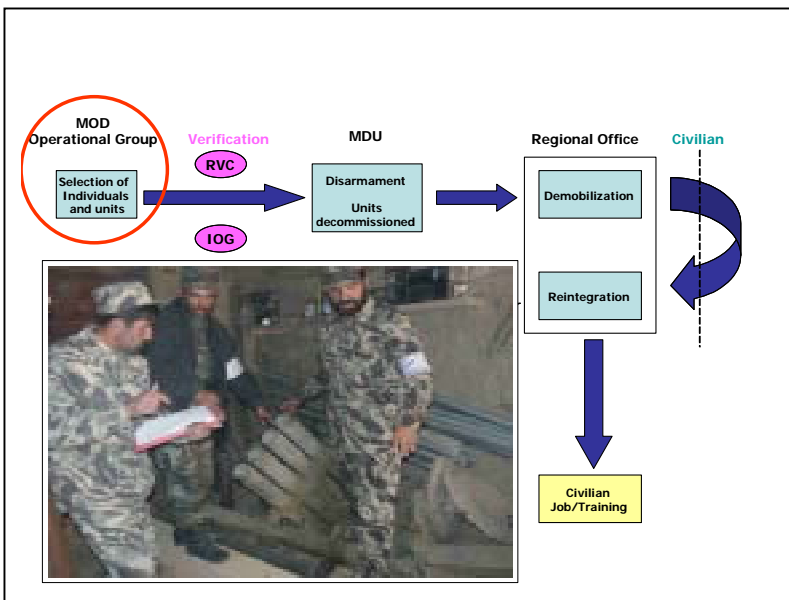 MOD
Operational Group
Verification
MDU
Regional Office
Civilian
RVC
Selection of
Individuals
and units
Disarmament
Units
decommissioned
Demobilization
IOG
Reintegration
Civilian
Job/Training